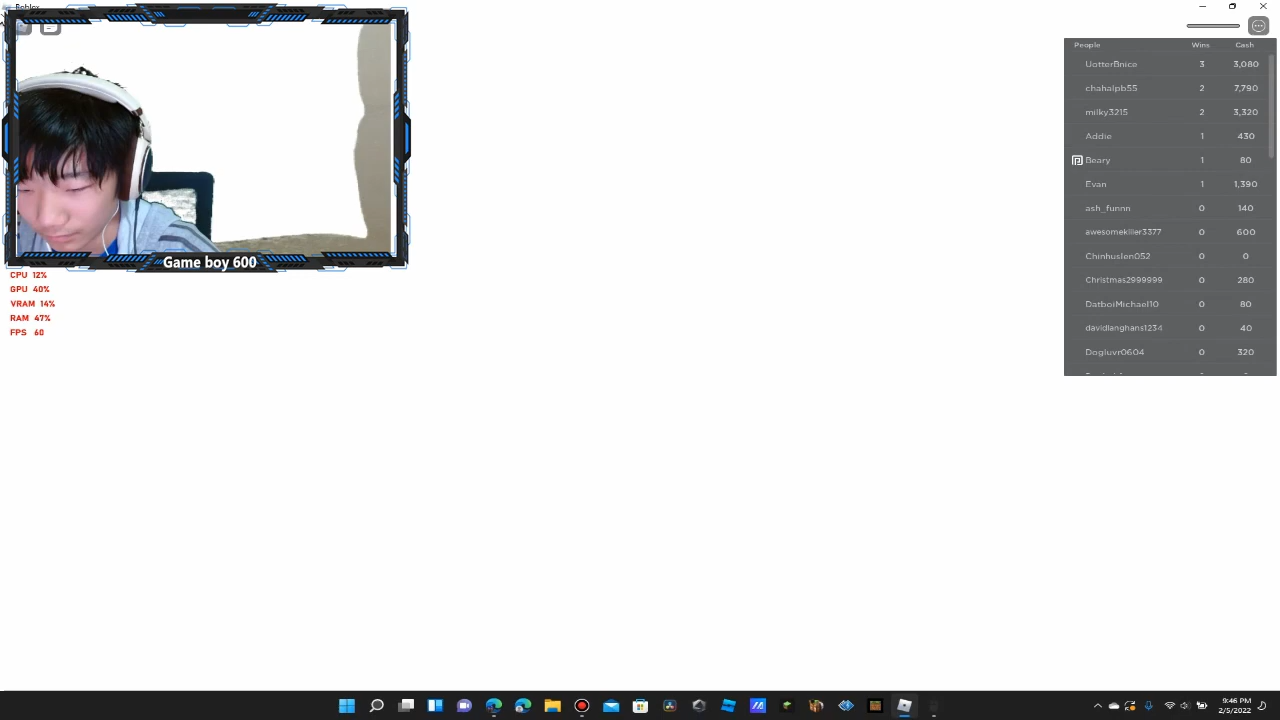 Roblox
Game boy 600
CPU 12%
GPU 40%
VRAM 14%
RAM 47%
FPS 60
People Wins Cash
UotterBnice 3 3,080
chahalpb55 2 7,790
milky3215 2 3,320
Addie 1 430
Beary 1 80
Evan 1 1,390
ash_funnn 0 140
awesomekiller3377 0 600
Chinhuslen052 0 0
Christmas2999999 0 280
DatboiMichael10 0 80
davidlanghans1234 0 40
Dogluvr0604 0 320
9:46 PM
2/5/2022